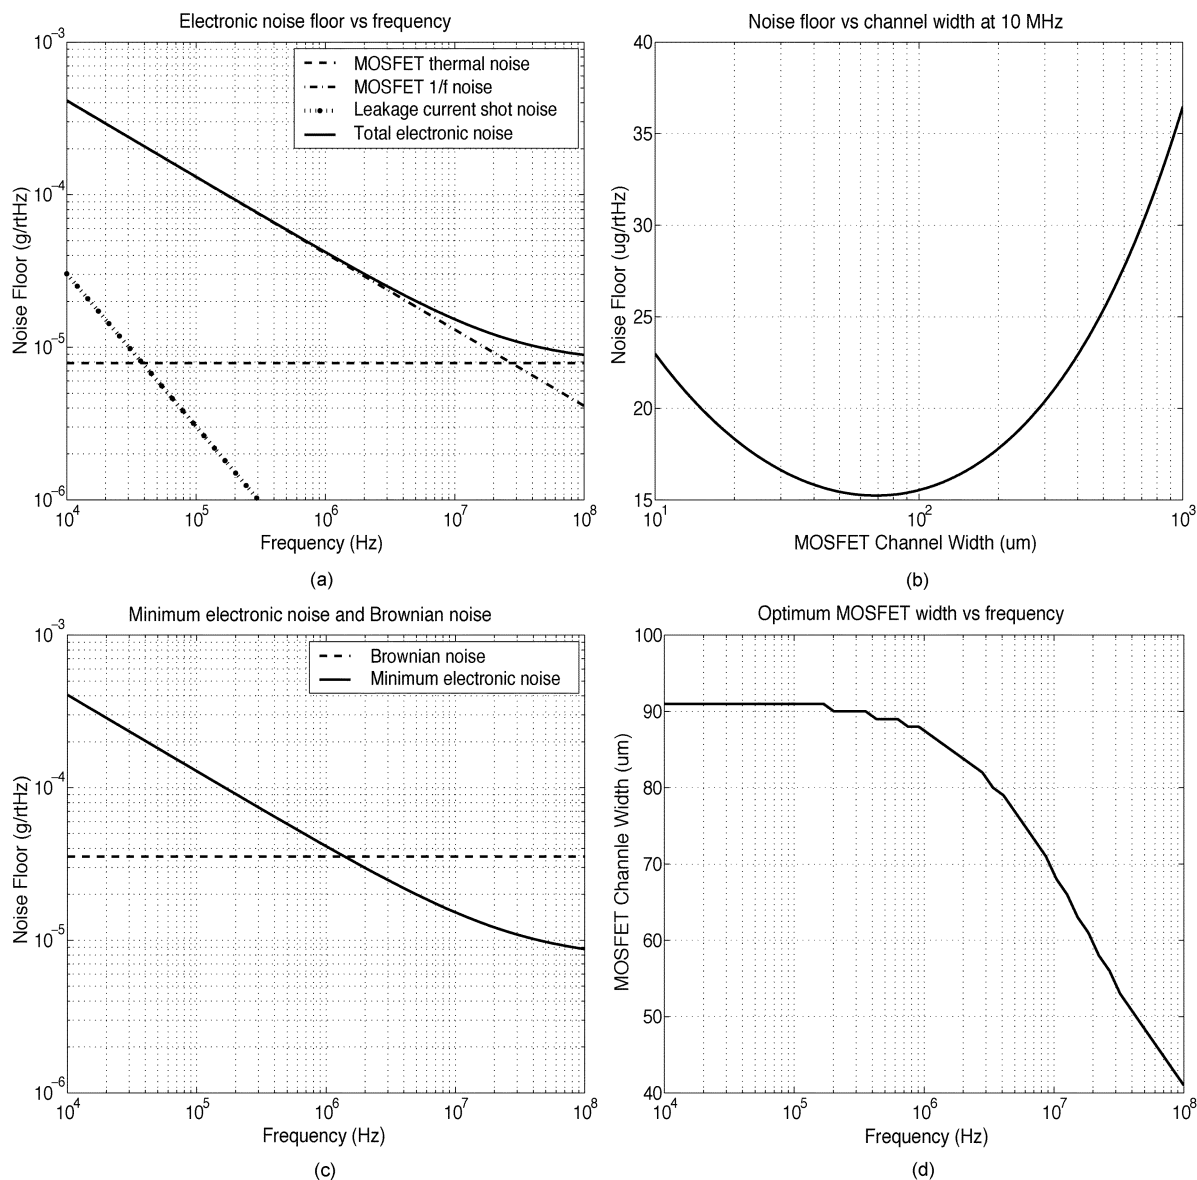 Electronic noise floor vs frequency
MOSFET thermal noise
MOSFET 1/f noise
Leakage current shot noise
Total electronic noise
10^-3
10^-4
10^-5
10^-6
Noise Floor (g/rtHz)
10^4 10^5 10^6 10^7 10^8
Frequency (Hz)
(a)
Noise floor vs channel width at 10 MHz
40
35
30
25
20
15
Noise Floor (ug/rtHz)
10^1 10^2 10^3
MOSFET Channel Width (um)
(b)
Minimum electronic noise and Brownian noise
Brownian noise
Minimum electronic noise
10^-3
10^-4
10^-5
10^-6
Noise Floor (g/rtHz)
10^4 10^5 10^6 10^7 10^8
Frequency (Hz)
(c)
Optimum MOSFET width vs frequency
100
90
80
70
60
50
40
MOSFET Channle Width (um)
10^4 10^5 10^6 10^7 10^8
Frequency (Hz)
(d)